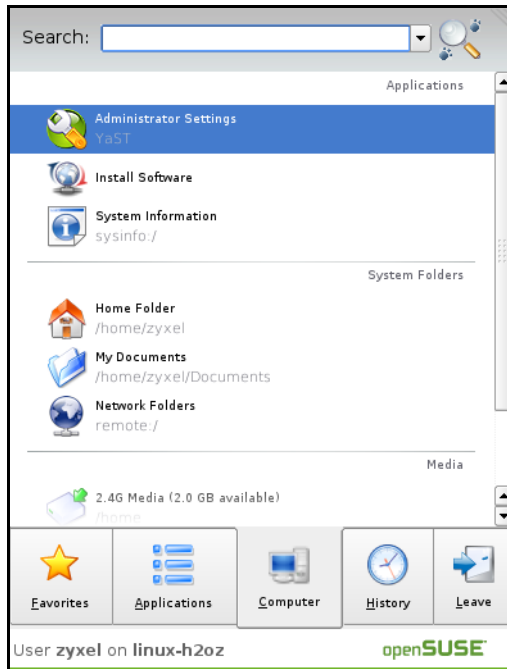 Search:
Applications
Administrator Settings
YaST
Install Software
System Information
sysinfo:/
System Folders
Home Folder
/home/zyxel
My Documents
/home/zyxel/Documents
Network Folders
remote:/
Media
2.4G Media (2.0 GB available)
/home
Favorites Applications Computer History Leave
User zyxel on linux-h2oz openSUSE